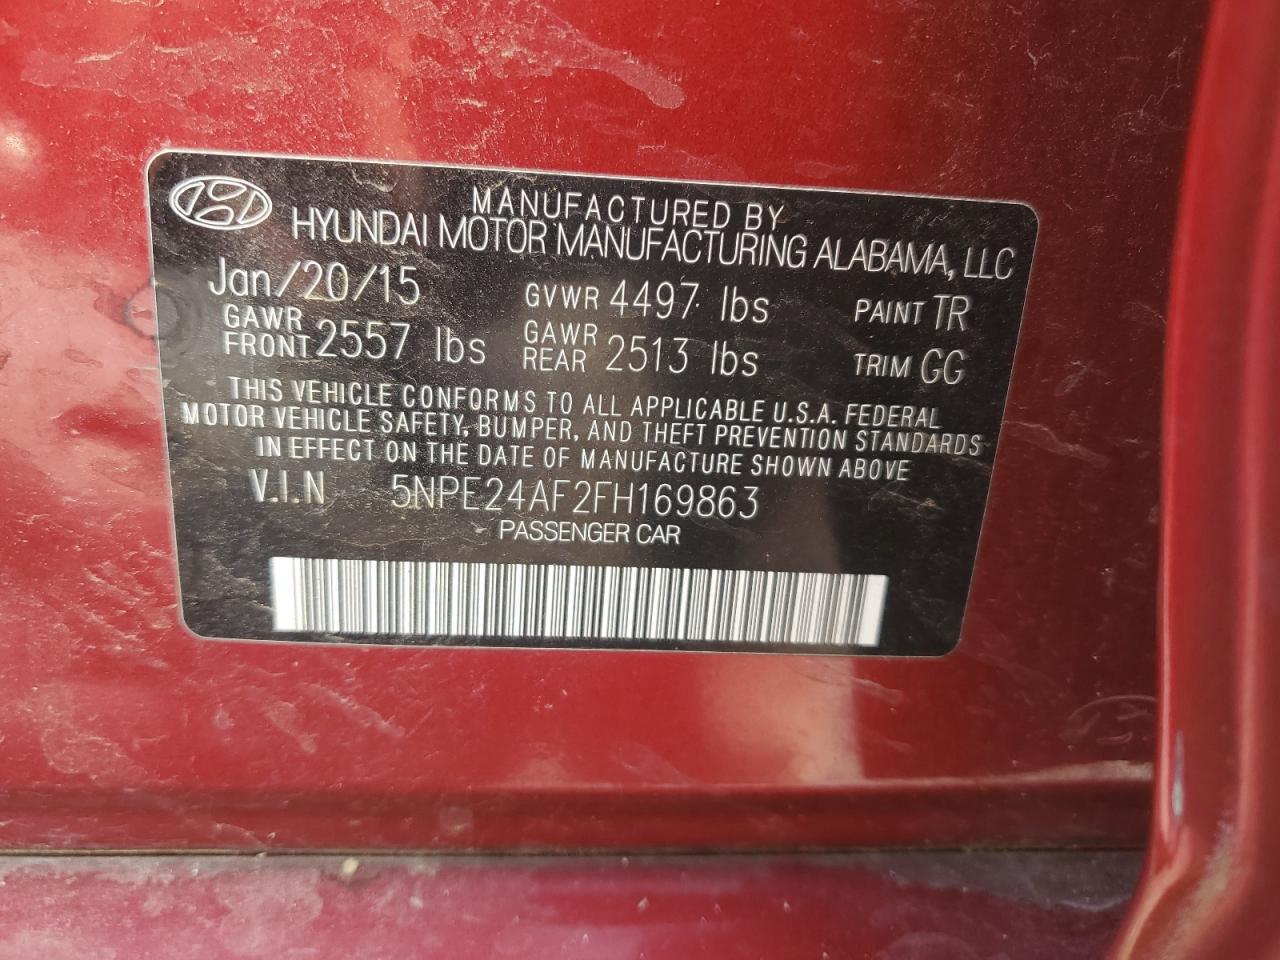 MANUFACTURED BY
HYUNDAI MOTOR MANUFACTURING ALABAMA, LLC
Jan/20/15 GVWR 4497 lbs PAINT TR
GAWR FRONT 2557 lbs GAWR REAR 2513 lbs TRIM GG
THIS VEHICLE CONFORMS TO ALL APPLICABLE U.S.A. FEDERAL
MOTOR VEHICLE SAFETY, BUMPER, AND THEFT PREVENTION STANDARDS
IN EFFECT ON THE DATE OF MANUFACTURE SHOWN ABOVE
V.I.N 5NPE24AF2FH169863
PASSENGER CAR